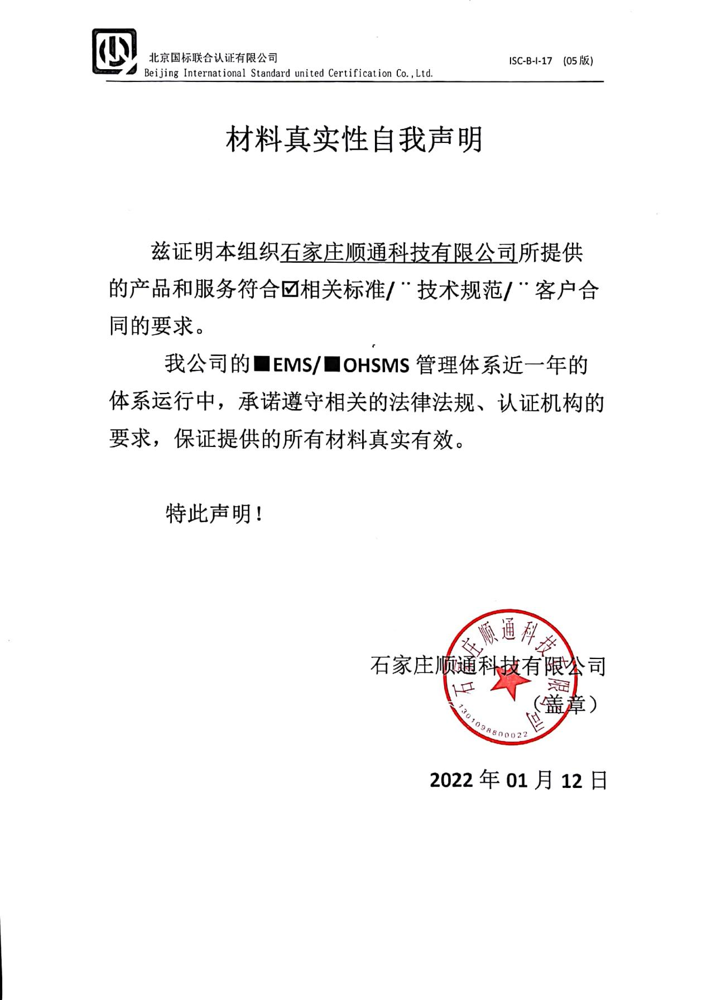 北京国标联合认证有限公司
ISC-B-I-17 (05版)
Beijing International Standard united Certification Co.,Ltd.
材料真实性自我声明
兹证明本组织石家庄顺通科技有限公司所提供
的产品和服务符合☑相关标准/¨技术规范/¨客户合
同的要求。
我公司的■EMS/■OHSMS 管理体系近一年的
体系运行中，承诺遵守相关的法律法规、认证机构的
要求，保证提供的所有材料真实有效。
特此声明！
石家庄顺通科技有限公司
（盖章）
石家庄顺通科技有限公司
1301098800022
2022 年 01 月 12 日